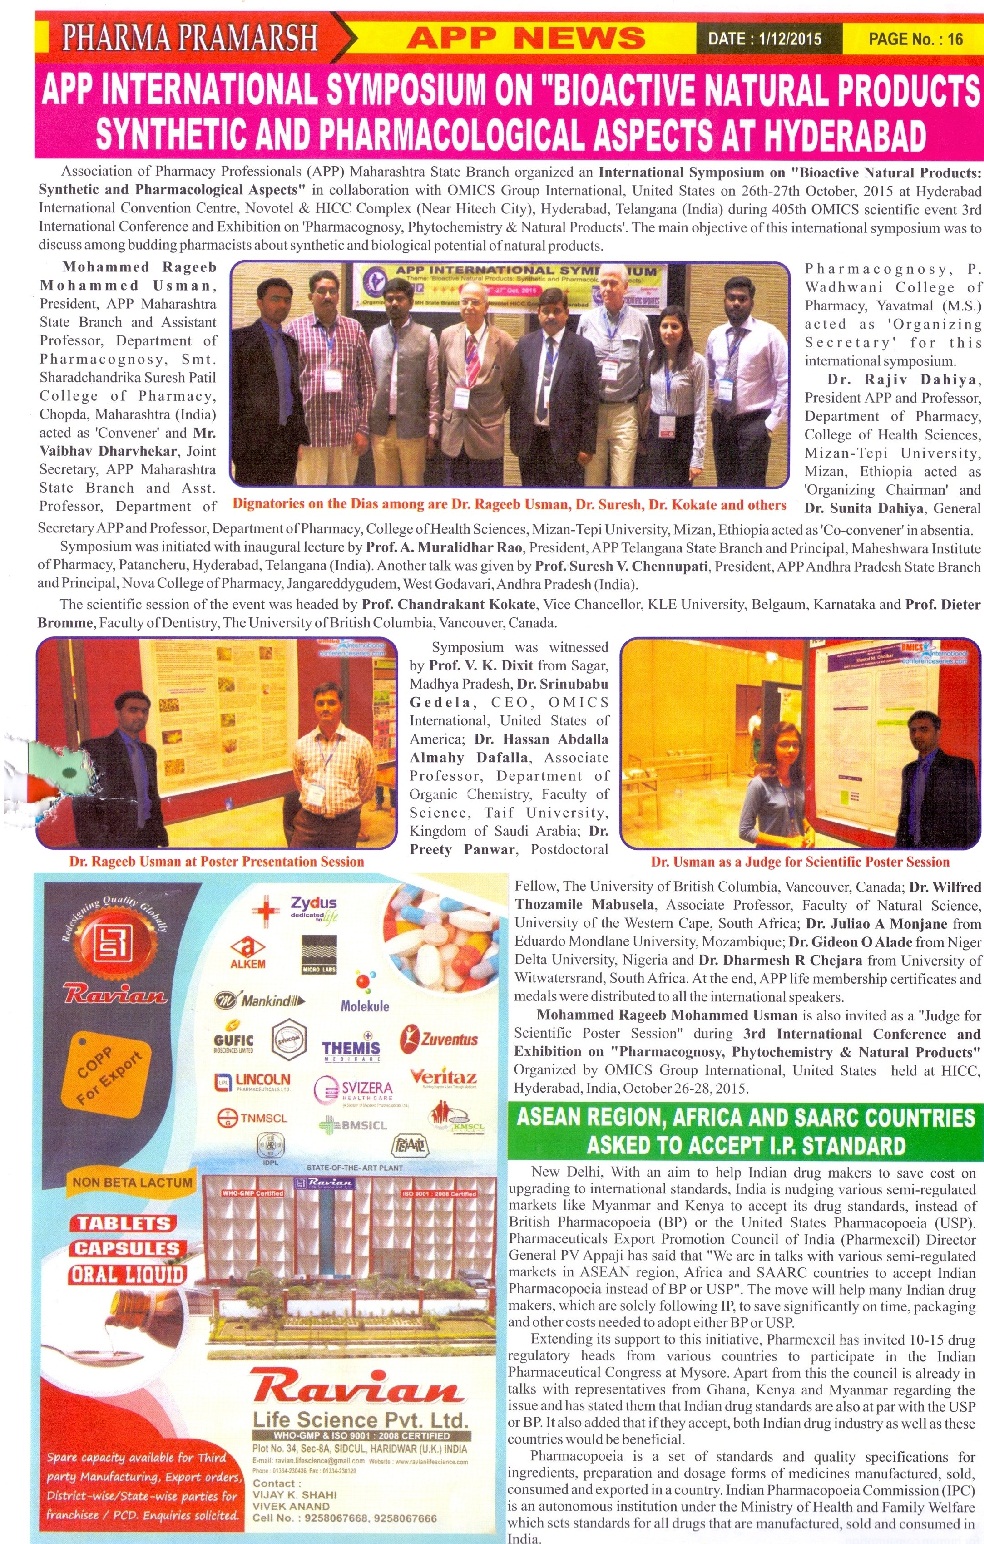 PHARMA PRAMARSH
APP NEWS
DATE : 1/12/2015
PAGE No. : 16
APP INTERNATIONAL SYMPOSIUM ON "BIOACTIVE NATURAL PRODUCTS
SYNTHETIC AND PHARMACOLOGICAL ASPECTS AT HYDERABAD
Association of Pharmacy Professionals (APP) Maharashtra State Branch organized an International Symposium on "Bioactive Natural Products:
Synthetic and Pharmacological Aspects" in collaboration with OMICS Group International, United States on 26th-27th October, 2015 at Hyderabad
International Convention Centre, Novotel & HICC Complex (Near Hitech City), Hyderabad, Telangana (India) during 405th OMICS scientific event 3rd
International Conference and Exhibition on 'Pharmacognosy, Phytochemistry & Natural Products'. The main objective of this international symposium was to
discuss among budding pharmacists about synthetic and biological potential of natural products.
Mohammed Rageeb
Mohammed Usman,
President, APP Maharashtra
State Branch and Assistant
Professor, Department of
Pharmacognosy, Smt.
Sharadchandrika Suresh Patil
College of Pharmacy,
Chopda, Maharashtra (India)
acted as 'Convener' and Mr.
Vaibhav Dharvhekar, Joint
Secretary, APP Maharashtra
State Branch and Asst.
Professor, Department of
APP INTERNATIONAL SYMPOSIUM
Dignatories on the Dias among are Dr. Rageeb Usman, Dr. Suresh, Dr. Kokate and others
Pharmacognosy, P.
Wadhwani College of
Pharmacy, Yavatmal (M.S.)
acted as 'Organizing
Secretary' for this
international symposium.
Dr. Rajiv Dahiya,
President APP and Professor,
Department of Pharmacy,
College of Health Sciences,
Mizan-Tepi University,
Mizan, Ethiopia acted as
'Organizing Chairman' and
Dr. Sunita Dahiya, General
Secretary APP and Professor, Department of Pharmacy, College of Health Sciences, Mizan-Tepi University, Mizan, Ethiopia acted as 'Co-convener' in absentia.
Symposium was initiated with inaugural lecture by Prof. A. Muralidhar Rao, President, APP Telangana State Branch and Principal, Maheshwara Institute
of Pharmacy, Patancheru, Hyderabad, Telangana (India). Another talk was given by Prof. Suresh V. Chennupati, President, APP Andhra Pradesh State Branch
and Principal, Nova College of Pharmacy, Jangareddygudem, West Godavari, Andhra Pradesh (India).
The scientific session of the event was headed by Prof. Chandrakant Kokate, Vice Chancellor, KLE University, Belgaum, Karnataka and Prof. Dieter
Bromme, Faculty of Dentistry, The University of British Columbia, Vancouver, Canada.
Dr. Rageeb Usman at Poster Presentation Session
Symposium was witnessed
by Prof. V. K. Dixit from Sagar,
Madhya Pradesh, Dr. Srinubabu
Gedela, CEO, OMICS
International, United States of
America; Dr. Hassan Abdalla
Almahy Dafalla, Associate
Professor, Department of
Organic Chemistry, Faculty of
Science, Taif University,
Kingdom of Saudi Arabia; Dr.
Preety Panwar, Postdoctoral
OMICS International
conferenceseries.com
Dr. Usman as a Judge for Scientific Poster Session
Fellow, The University of British Columbia, Vancouver, Canada; Dr. Wilfred
Thozamile Mabusela, Associate Professor, Faculty of Natural Science,
University of the Western Cape, South Africa; Dr. Juliao A Monjane from
Eduardo Mondlane University, Mozambique; Dr. Gideon O Alade from Niger
Delta University, Nigeria and Dr. Dharmesh R Chejara from University of
Witwatersrand, South Africa. At the end, APP life membership certificates and
medals were distributed to all the international speakers.
Mohammed Rageeb Mohammed Usman is also invited as a "Judge for
Scientific Poster Session" during 3rd International Conference and
Exhibition on "Pharmacognosy, Phytochemistry & Natural Products"
Organized by OMICS Group International, United States held at HICC,
Hyderabad, India, October 26-28, 2015.
ASEAN REGION, AFRICA AND SAARC COUNTRIES
ASKED TO ACCEPT I.P. STANDARD
New Delhi, With an aim to help Indian drug makers to save cost on
upgrading to international standards, India is nudging various semi-regulated
markets like Myanmar and Kenya to accept its drug standards, instead of
British Pharmacopoeia (BP) or the United States Pharmacopoeia (USP).
Pharmaceuticals Export Promotion Council of India (Pharmexcil) Director
General PV Appaji has said that "We are in talks with various semi-regulated
markets in ASEAN region, Africa and SAARC countries to accept Indian
Pharmacopocia instead of BP or USP". The move will help many Indian drug
makers, which are solely following IP, to save significantly on time, packaging
and other costs needed to adopt either BP or USP.
Extending its support to this initiative, Pharmexcil has invited 10-15 drug
regulatory heads from various countries to participate in the Indian
Pharmaceutical Congress at Mysore. Apart from this the council is already in
talks with representatives from Ghana, Kenya and Myanmar regarding the
issue and has stated them that Indian drug standards are also at par with the USP
or BP. It also added that if they accept, both Indian drug industry as well as these
countries would be beneficial.
Pharmacopoeia is a set of standards and quality specifications for
ingredients, preparation and dosage forms of medicines manufactured, sold,
consumed and exported in a country. Indian Pharmacopoeia Commission (IPC)
is an autonomous institution under the Ministry of Health and Family Welfare
which sets standards for all drugs that are manufactured, sold and consumed in
India.
Redesigning Quality Globally
Ravian
COPP
For Export
Zydus
dedicated for life
ALKEM
MICRO LABS
Mankind
Molekule
GUFIC
BIOSCIENCES LIMITED
THEMIS
MEDICARE
Zuventus
LINCOLN
PHARMACEUTICALS LTD.
SVIZERA
HEALTHCARE
Veritaz
TNMSCL
BMSICL
KMSCL
IDPL
STATE-OF-THE-ART PLANT
NON BETA LACTUM
TABLETS
CAPSULES
ORAL LIQUID
WHO-GMP Certified
Ravian
ISO 9001 : 2008 Certified
Ravian
Life Science Pvt. Ltd.
WHO-GMP & ISO 9001 : 2008 CERTIFIED
Plot No. 34, Sec-8A, SIDCUL, HARIDWAR (U.K.) INDIA
E-mail: ravian.lifescience@gmail.com Website : www.ravianlifescience.com
Contact :
VIJAY K. SHAHI
VIVEK ANAND
Cell No. : 9258067668, 9258067666
Spare capacity available for Third
party Manufacturing, Export orders,
District-wise/State-wise parties for
franchisee / PCD. Enquiries solicited.